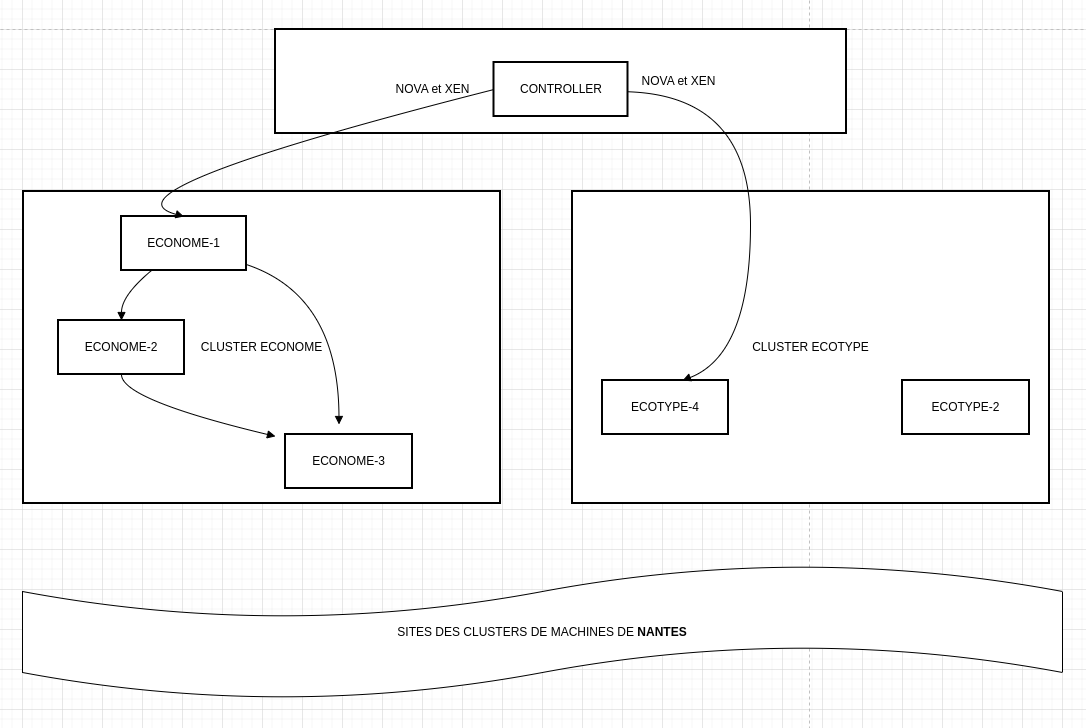 NOVA et XEN
CONTROLLER
NOVA et XEN
ECONOME-1
ECONOME-2
CLUSTER ECONOME
ECONOME-3
CLUSTER ECOTYPE
ECOTYPE-4
ECOTYPE-2
SITES DES CLUSTERS DE MACHINES DE NANTES